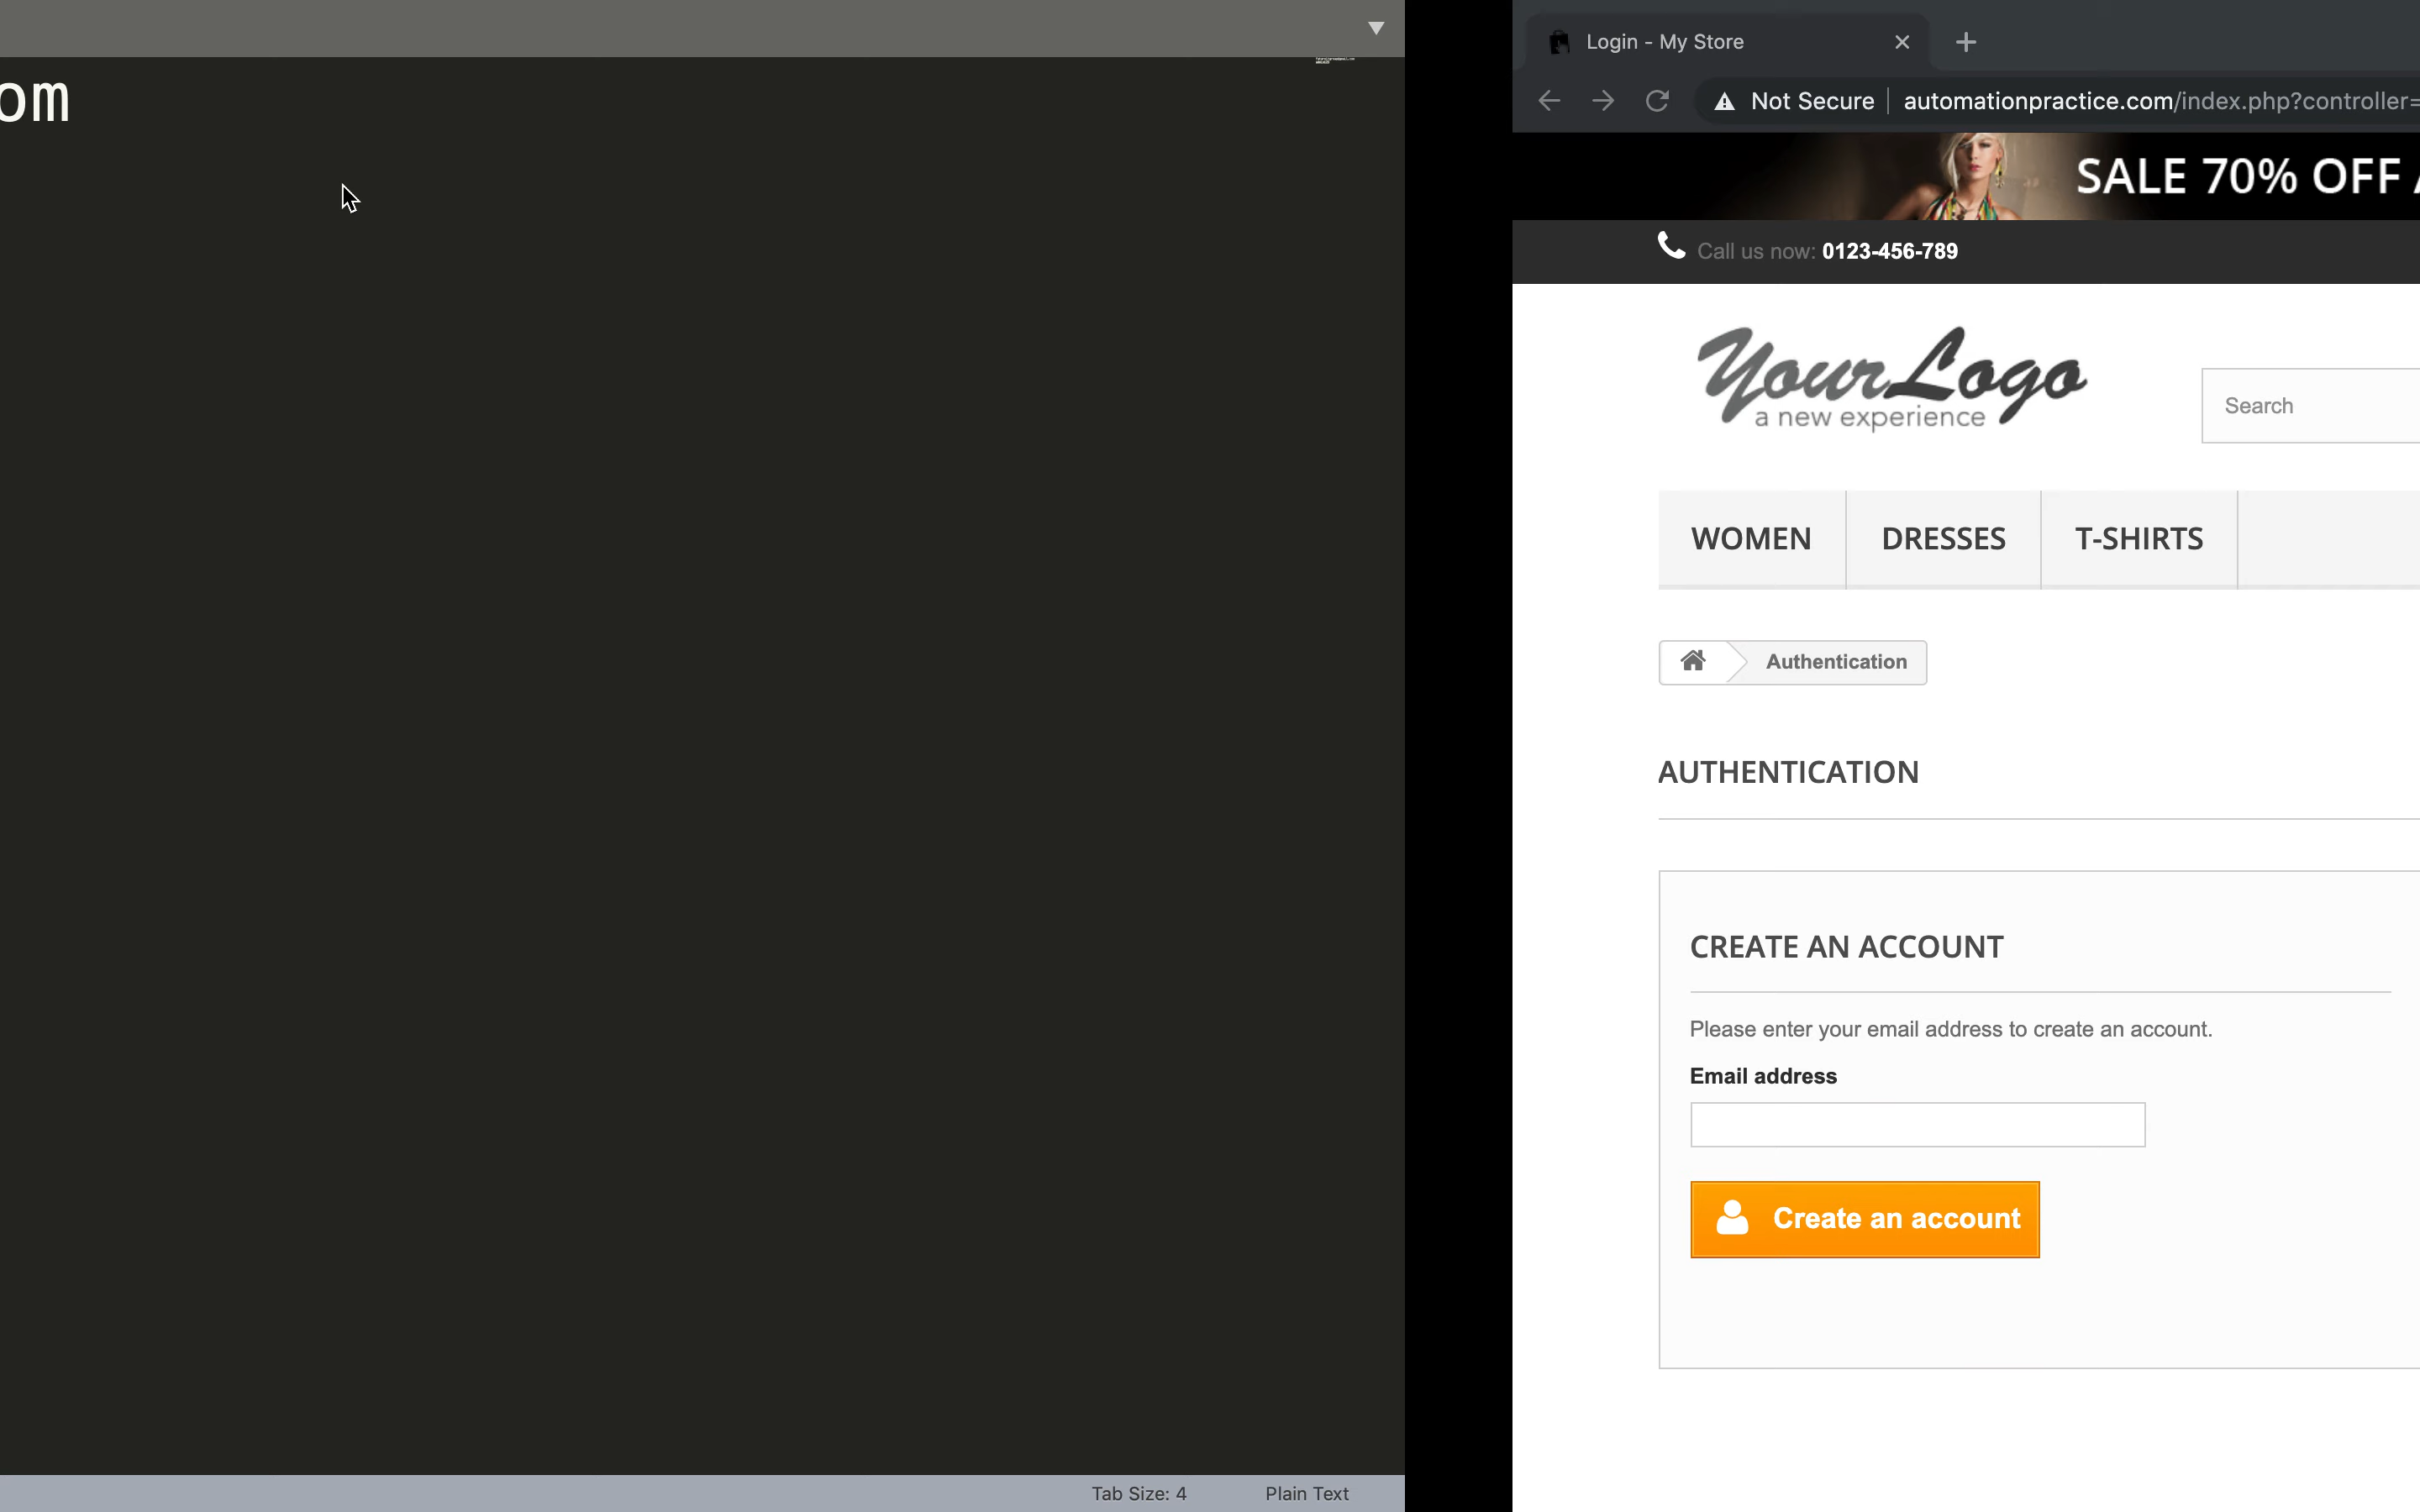 om
Tab Size: 4
Plain Text
Login - My Store
Not Secure
automationpractice.com/index.php?controller=
SALE 70% OFF
Call us now: 0123-456-789
YourLogo
a new experience
Search
WOMEN
DRESSES
T-SHIRTS
Authentication
AUTHENTICATION
CREATE AN ACCOUNT
Please enter your email address to create an account.
Email address
Create an account